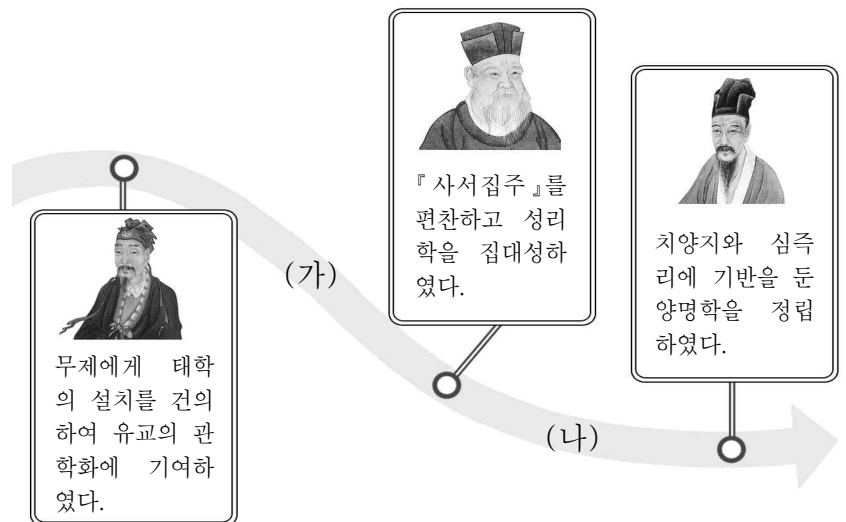 무제에게 태학
의 설치를 건의
하여 유교의 관
학화에 기여하
였다.
(가)
『사서집주』를
편찬하고 성리
학을 집대성하
였다.
(나)
치양지와 심즉
리에 기반을 둔
양명학을 정립
하였다.